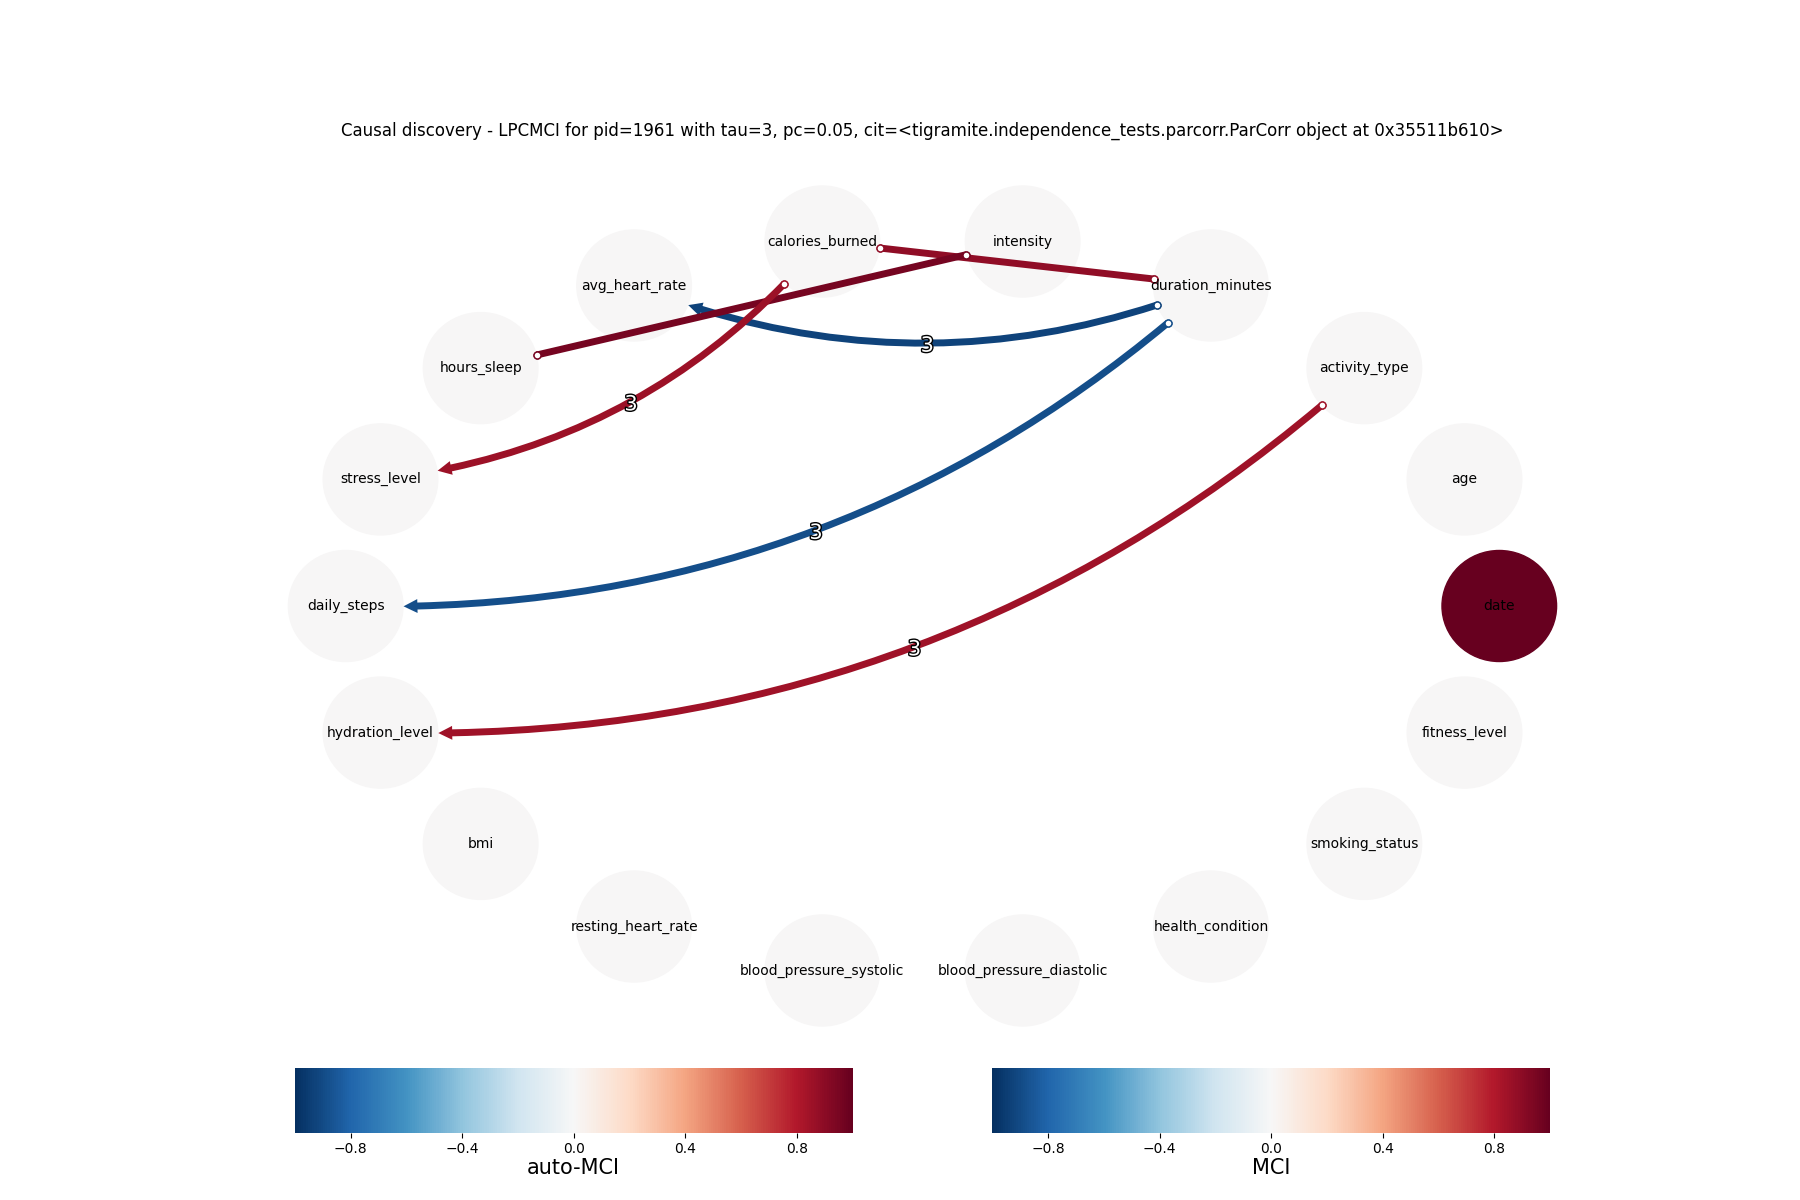 Causal discovery - LPCMCI for pid=1961 with tau=3, pc=0.05, cit=<tigramite.independence_tests.parcorr.ParCorr object at 0x35511b610>
calories_burned
intensity
avg_heart_rate
duration_minutes
3
hours_sleep
activity_type
3
stress_level
age
3
daily_steps
date
3
hydration_level
fitness_level
bmi
smoking_status
resting_heart_rate
health_condition
blood_pressure_systolic
blood_pressure_diastolic
−0.8 −0.4 0.0 0.4 0.8
auto-MCI
−0.8 −0.4 0.0 0.4 0.8
MCI